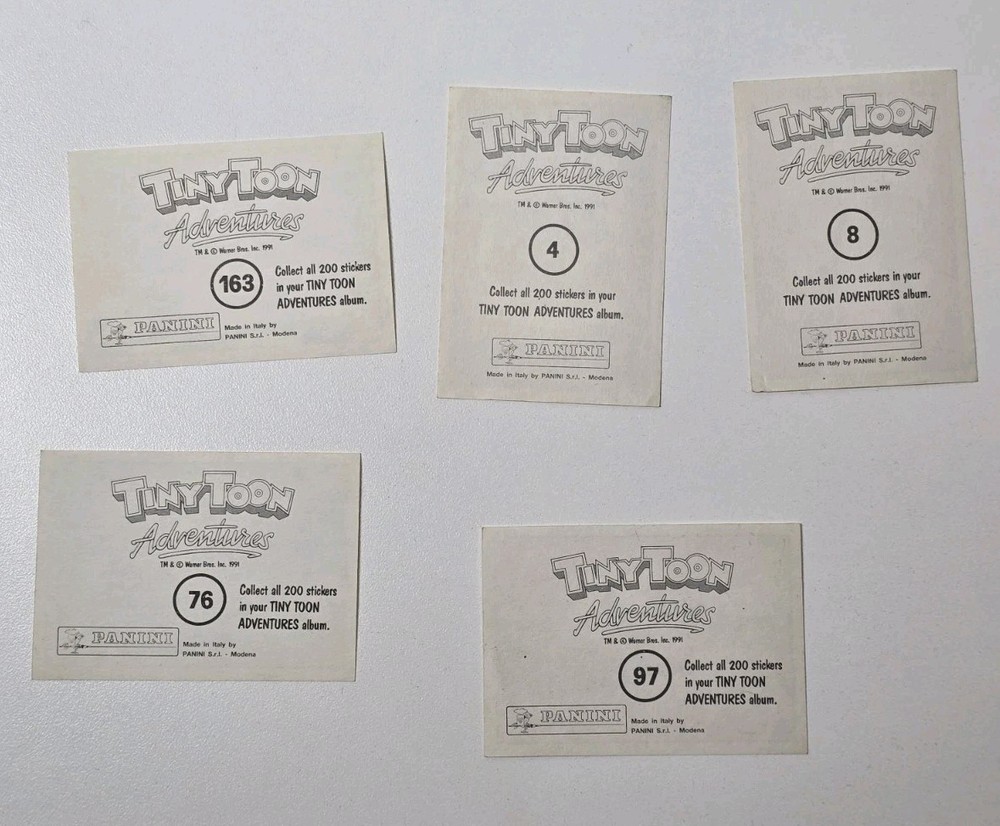 TINY TOON
Adventures
TM & © Warner Bros. Inc. 1991
163
Collect all 200 stickers
in your TINY TOON
ADVENTURES album.
PANINI
Made in Italy by
PANINI S.r.l. - Modena
TINY TOON
Adventures
TM & © Warner Bros. Inc. 1991
4
Collect all 200 stickers in your
TINY TOON ADVENTURES album.
PANINI
Made in Italy by PANINI S.r.l. - Modena
TINY TOON
Adventures
TM & © Warner Bros. Inc. 1991
8
Collect all 200 stickers in your
TINY TOON ADVENTURES album.
PANINI
Made in Italy by PANINI S.r.l. - Modena
TINY TOON
Adventures
TM & © Warner Bros. Inc. 1991
76
Collect all 200 stickers
in your TINY TOON
ADVENTURES album.
PANINI
Made in Italy by
PANINI S.r.l. - Modena
TINY TOON
Adventures
TM & © Warner Bros. Inc. 1991
97
Collect all 200 stickers
in your TINY TOON
ADVENTURES album.
PANINI
Made in Italy by
PANINI S.r.l. - Modena